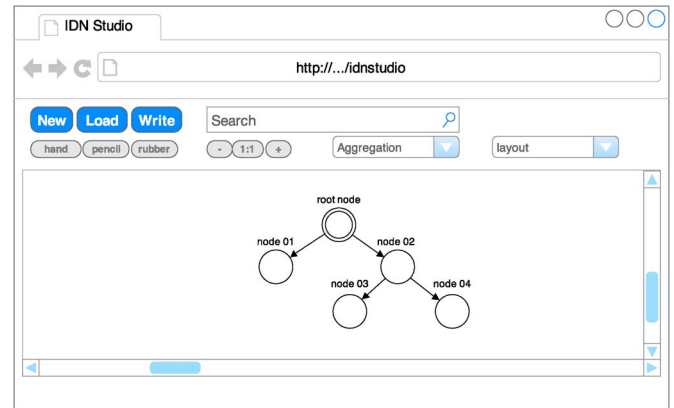 IDN Studio
http://.../idnstudio
New Load Write Search
hand pencil rubber - 1:1 + Aggregation layout
root node
node 01 node 02
node 03 node 04